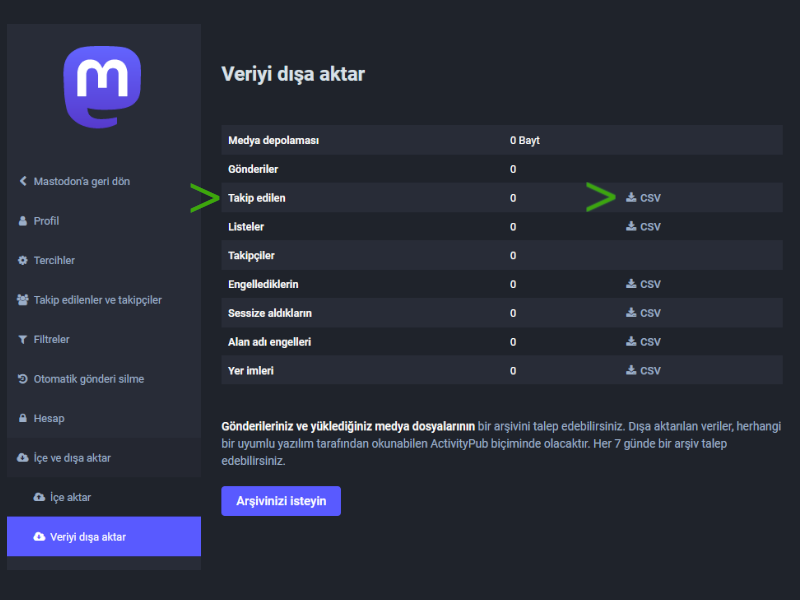 Veriyi dışa aktar
Medya depolaması 0 Bayt
Gönderiler 0
Takip edilen 0 CSV
Listeler 0 CSV
Takipçiler 0
Engellediklerin 0 CSV
Sessize aldıkların 0 CSV
Alan adı engelleri 0 CSV
Yer imleri 0 CSV
Gönderileriniz ve yüklediğiniz medya dosyalarının bir arşivini talep edebilirsiniz. Dışa aktarılan veriler, herhangi
bir uyumlu yazılım tarafından okunabilen ActivityPub biçiminde olacaktır. Her 7 günde bir arşiv talep
edebilirsiniz.
Arşivinizi isteyin
m
Mastodon'a geri dön
Profil
Tercihler
Takip edilenler ve takipçiler
Filtreler
Otomatik gönderi silme
Hesap
İçe ve dışa aktar
İçe aktar
Veriyi dışa aktar